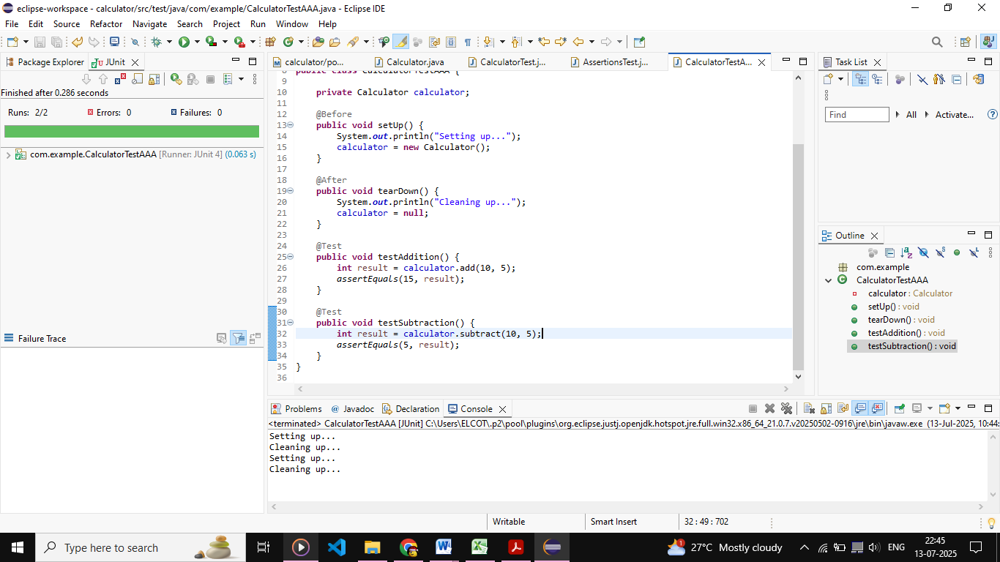 eclipse-workspace - calculator/src/test/java/com/example/CalculatorTestAAA.java - Eclipse IDE
File Edit Source Refactor Navigate Search Project Run Window Help
Package Explorer JUnit
Finished after 0.286 seconds
Runs: 2/2 Errors: 0 Failures: 0
com.example.CalculatorTestAAA [Runner: JUnit 4] (0.063 s)
Failure Trace
calculator/po... Calculator.java CalculatorTest.j... AssertionsTest.j... CalculatorTestA...
8 public class CalculatorTestAAA {
9
10 private Calculator calculator;
11
12 @Before
13 public void setUp() {
14 System.out.println("Setting up...");
15 calculator = new Calculator();
16 }
17
18 @After
19 public void tearDown() {
20 System.out.println("Cleaning up...");
21 calculator = null;
22 }
23
24 @Test
25 public void testAddition() {
26 int result = calculator.add(10, 5);
27 assertEquals(15, result);
28 }
29
30 @Test
31 public void testSubtraction() {
32 int result = calculator.subtract(10, 5);
33 assertEquals(5, result);
34 }
35 }
36
Task List
Find All Activate...
Outline
com.example
CalculatorTestAAA
calculator : Calculator
setUp() : void
tearDown() : void
testAddition() : void
testSubtraction() : void
Problems Javadoc Declaration Console
<terminated> CalculatorTestAAA [JUnit] C:\Users\ELCOT\.p2\pool\plugins\org.eclipse.justj.openjdk.hotspot.jre.full.win32.x86_64_21.0.7.v20250502-0916\jre\bin\javaw.exe (13-Jul-2025, 10:44:
Setting up...
Cleaning up...
Setting up...
Cleaning up...
Writable Smart Insert 32 : 49 : 702
Type here to search
27°C Mostly cloudy ENG
22:45
13-07-2025